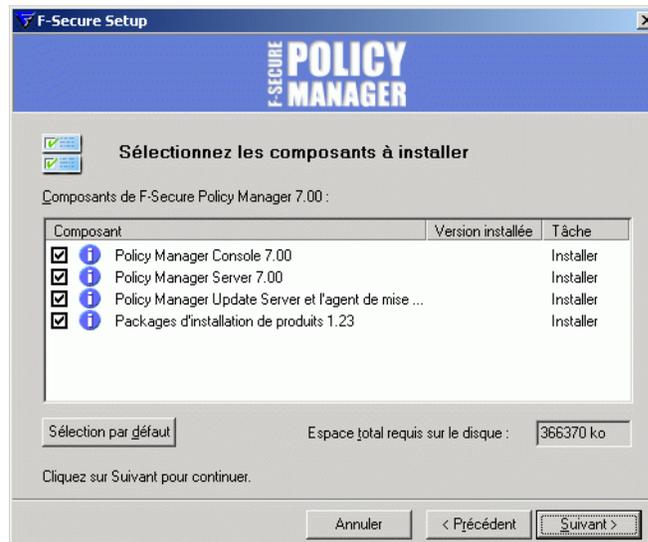 F-Secure Setup
F-SECURE
POLICY
MANAGER
Sélectionnez les composants à installer
Composants de F-Secure Policy Manager 7.00 :
Composant Version installée Tâche
Policy Manager Console 7.00 Installer
Policy Manager Server 7.00 Installer
Policy Manager Update Server et l'agent de mise ... Installer
Packages d'installation de produits 1.23 Installer
Sélection par défaut Espace total requis sur le disque : 366370 ko
Cliquez sur Suivant pour continuer.
Annuler < Précédent Suivant >